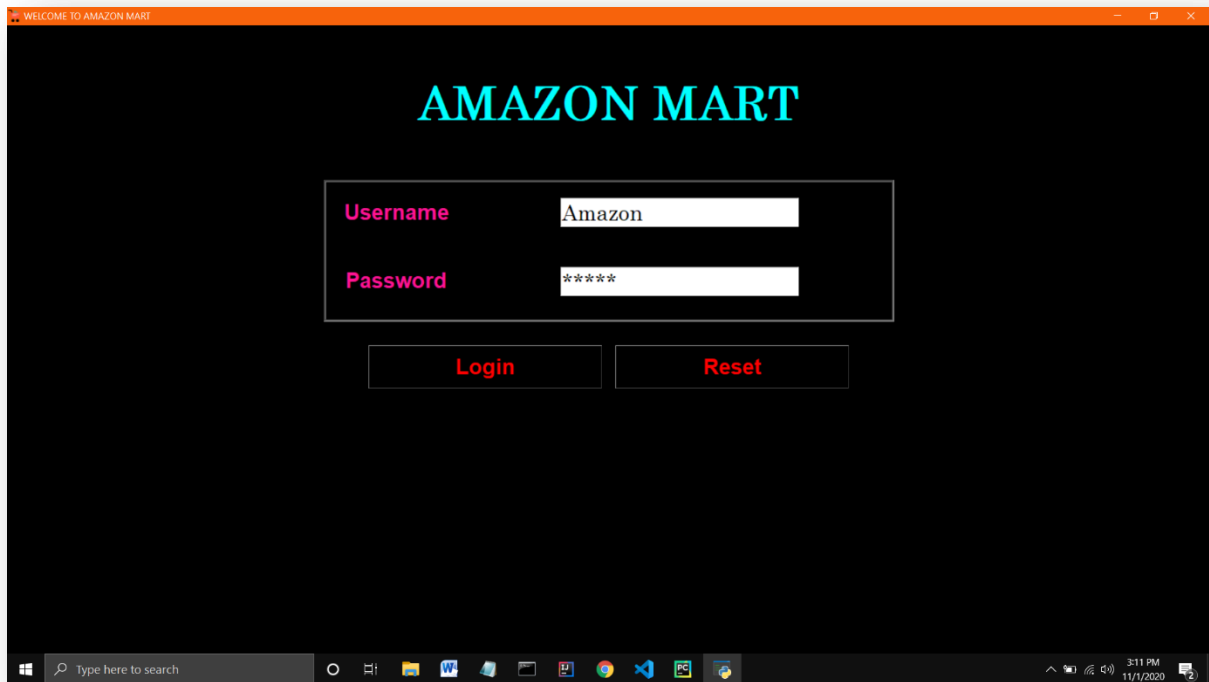 WELCOME TO AMAZON MART
AMAZON MART
Username Amazon
Password *****
Login Reset
Type here to search
3:11 PM
11/1/2020
2